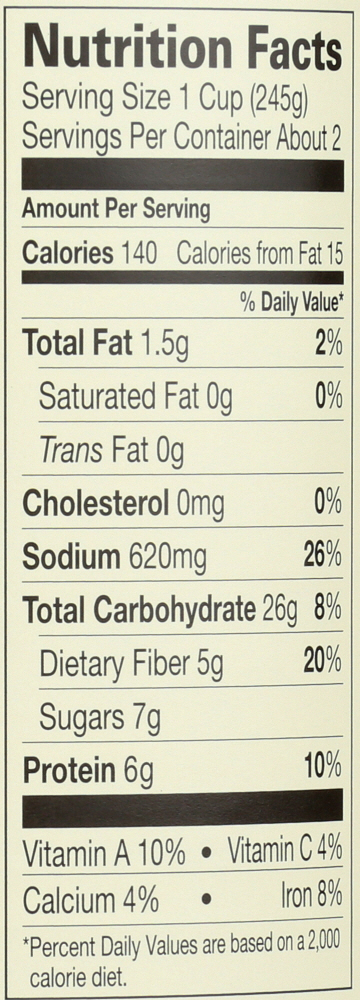 Nutrition Facts
Serving Size 1 Cup (245g)
Servings Per Container About 2
Amount Per Serving
Calories 140 Calories from Fat 15
% Daily Value*
Total Fat 1.5g 2%
Saturated Fat 0g 0%
Trans Fat 0g
Cholesterol 0mg 0%
Sodium 620mg 26%
Total Carbohydrate 26g 8%
Dietary Fiber 5g 20%
Sugars 7g
Protein 6g 10%
Vitamin A 10% • Vitamin C 4%
Calcium 4% • Iron 8%
*Percent Daily Values are based on a 2,000
calorie diet.